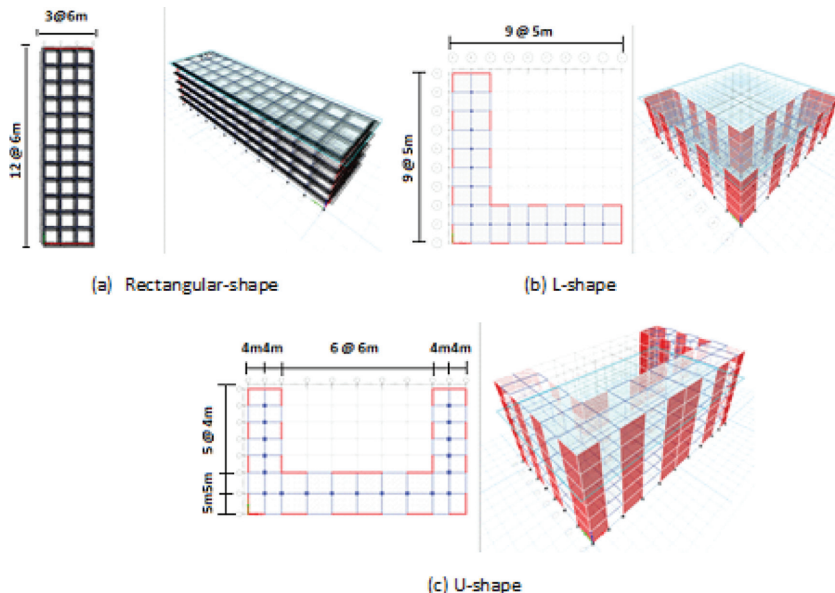 3@6m
12 @ 6m
(a) Rectangular-shape
9 @ 5m
9 @ 5m
(b) L-shape
4m4m
6 @ 6m
4m4m
5 @ 4m
5m5m
(c) U-shape